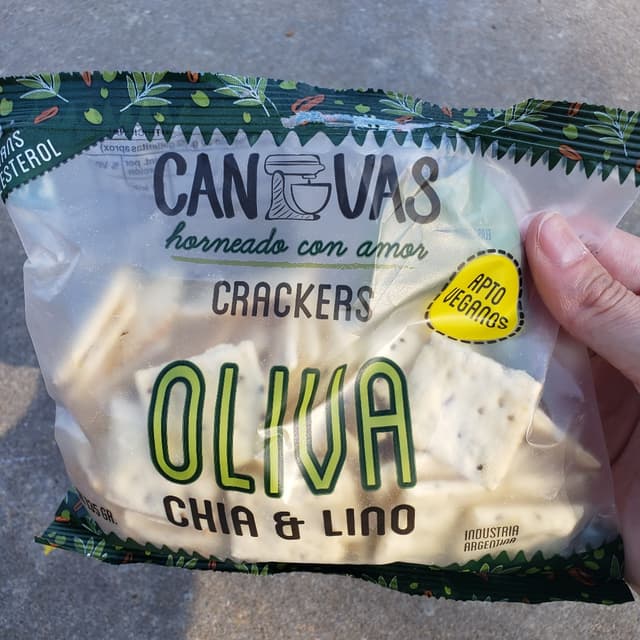 CANVAS
horneado con amor
CRACKERS
APTO
VEGANOS
OLIVA
CHIA & LINO
INDUSTRIA
ARGENTINA